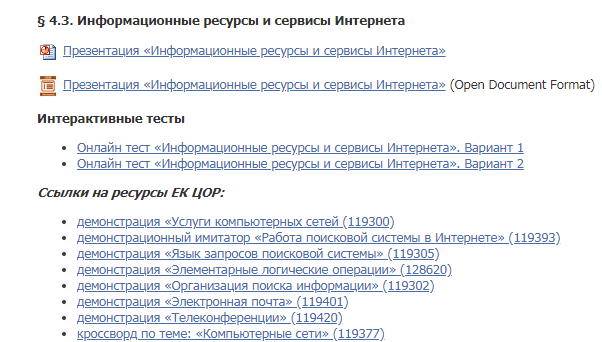 § 4.3. Информационные ресурсы и сервисы Интернета
Презентация «Информационные ресурсы и сервисы Интернета»
Презентация «Информационные ресурсы и сервисы Интернета» (Open Document Format)
Интерактивные тесты
Онлайн тест «Информационные ресурсы и сервисы Интернета». Вариант 1
Онлайн тест «Информационные ресурсы и сервисы Интернета». Вариант 2
Ссылки на ресурсы ЕК ЦОР:
демонстрация «Услуги компьютерных сетей (119300)
демонстрационный имитатор «Работа поисковой системы в Интернете» (119393)
демонстрация «Язык запросов поисковой системы» (119305)
демонстрация «Элементарные логические операции» (128620)
демонстрация «Организация поиска информации» (119302)
демонстрация «Электронная почта» (119401)
демонстрация «Телеконференции» (119420)
кроссворд по теме: «Компьютерные сети» (119377)